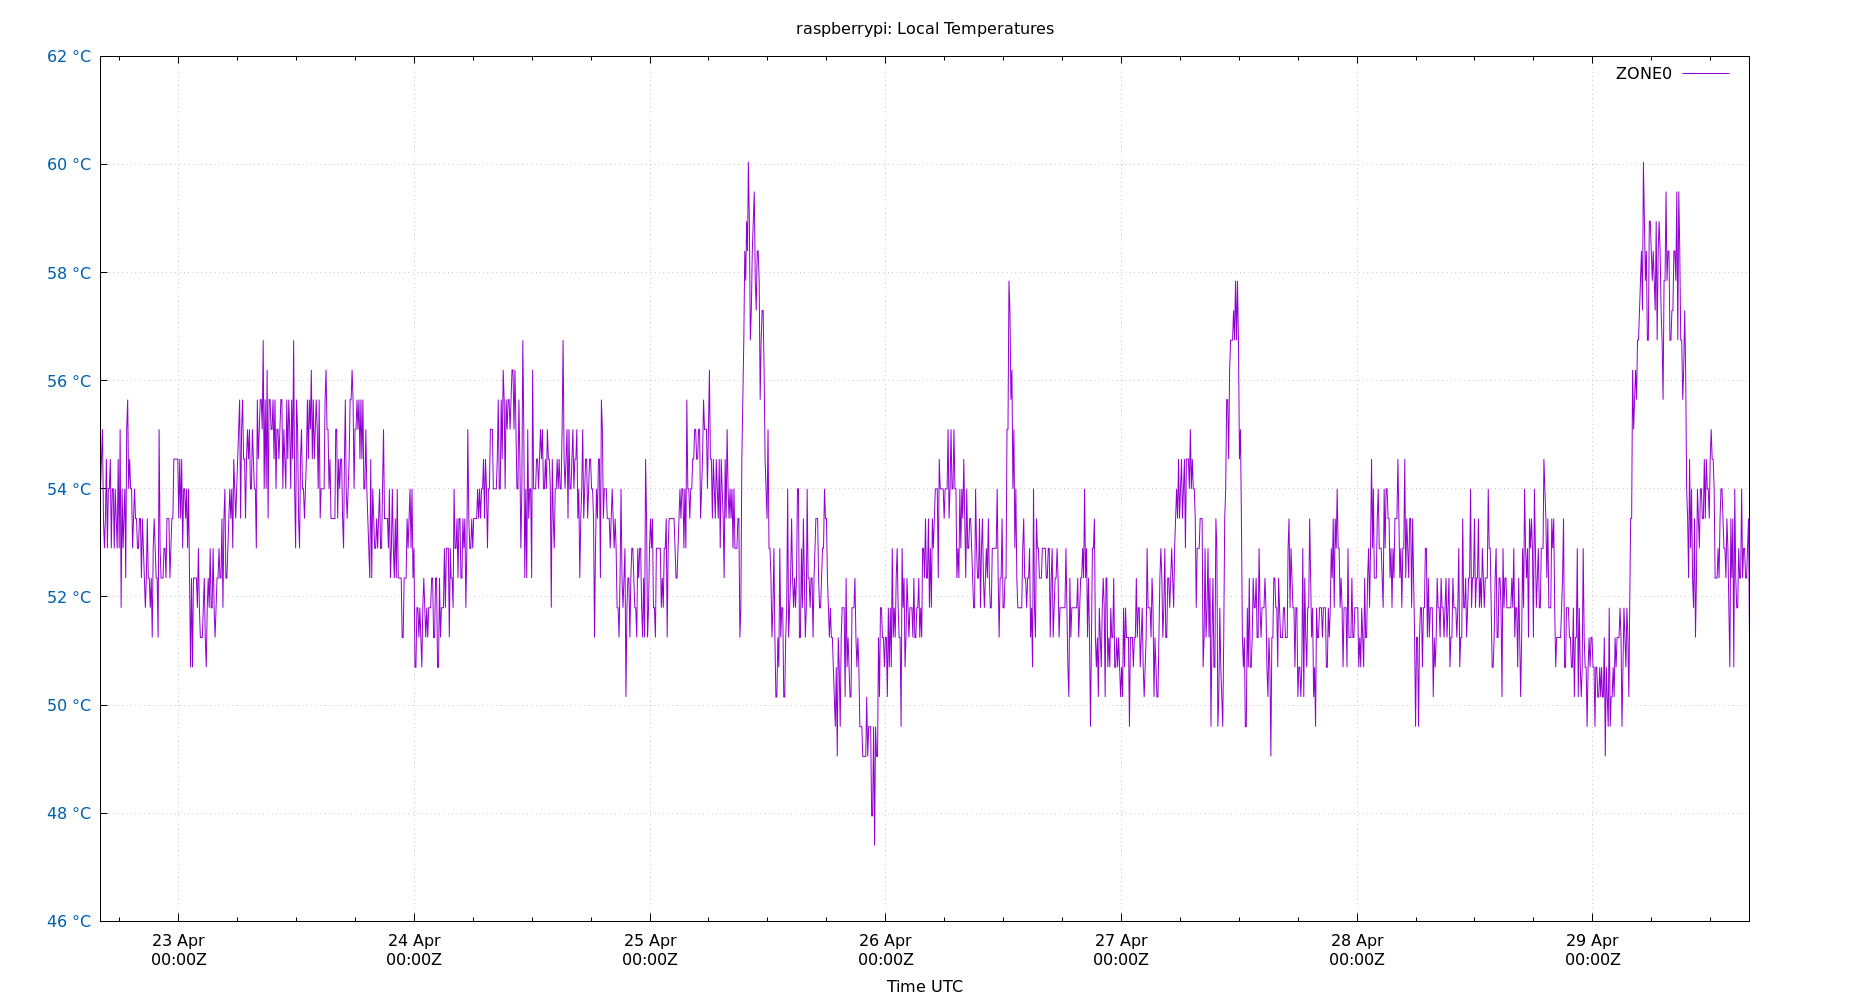 raspberrypi: Local Temperatures
62 °C
ZONE0
60 °C
58 °C
56 °C
54 °C
52 °C
50 °C
48 °C
46 °C
23 Apr 24 Apr 25 Apr 26 Apr 27 Apr 28 Apr 29 Apr
00:00Z 00:00Z 00:00Z 00:00Z 00:00Z 00:00Z 00:00Z
Time UTC